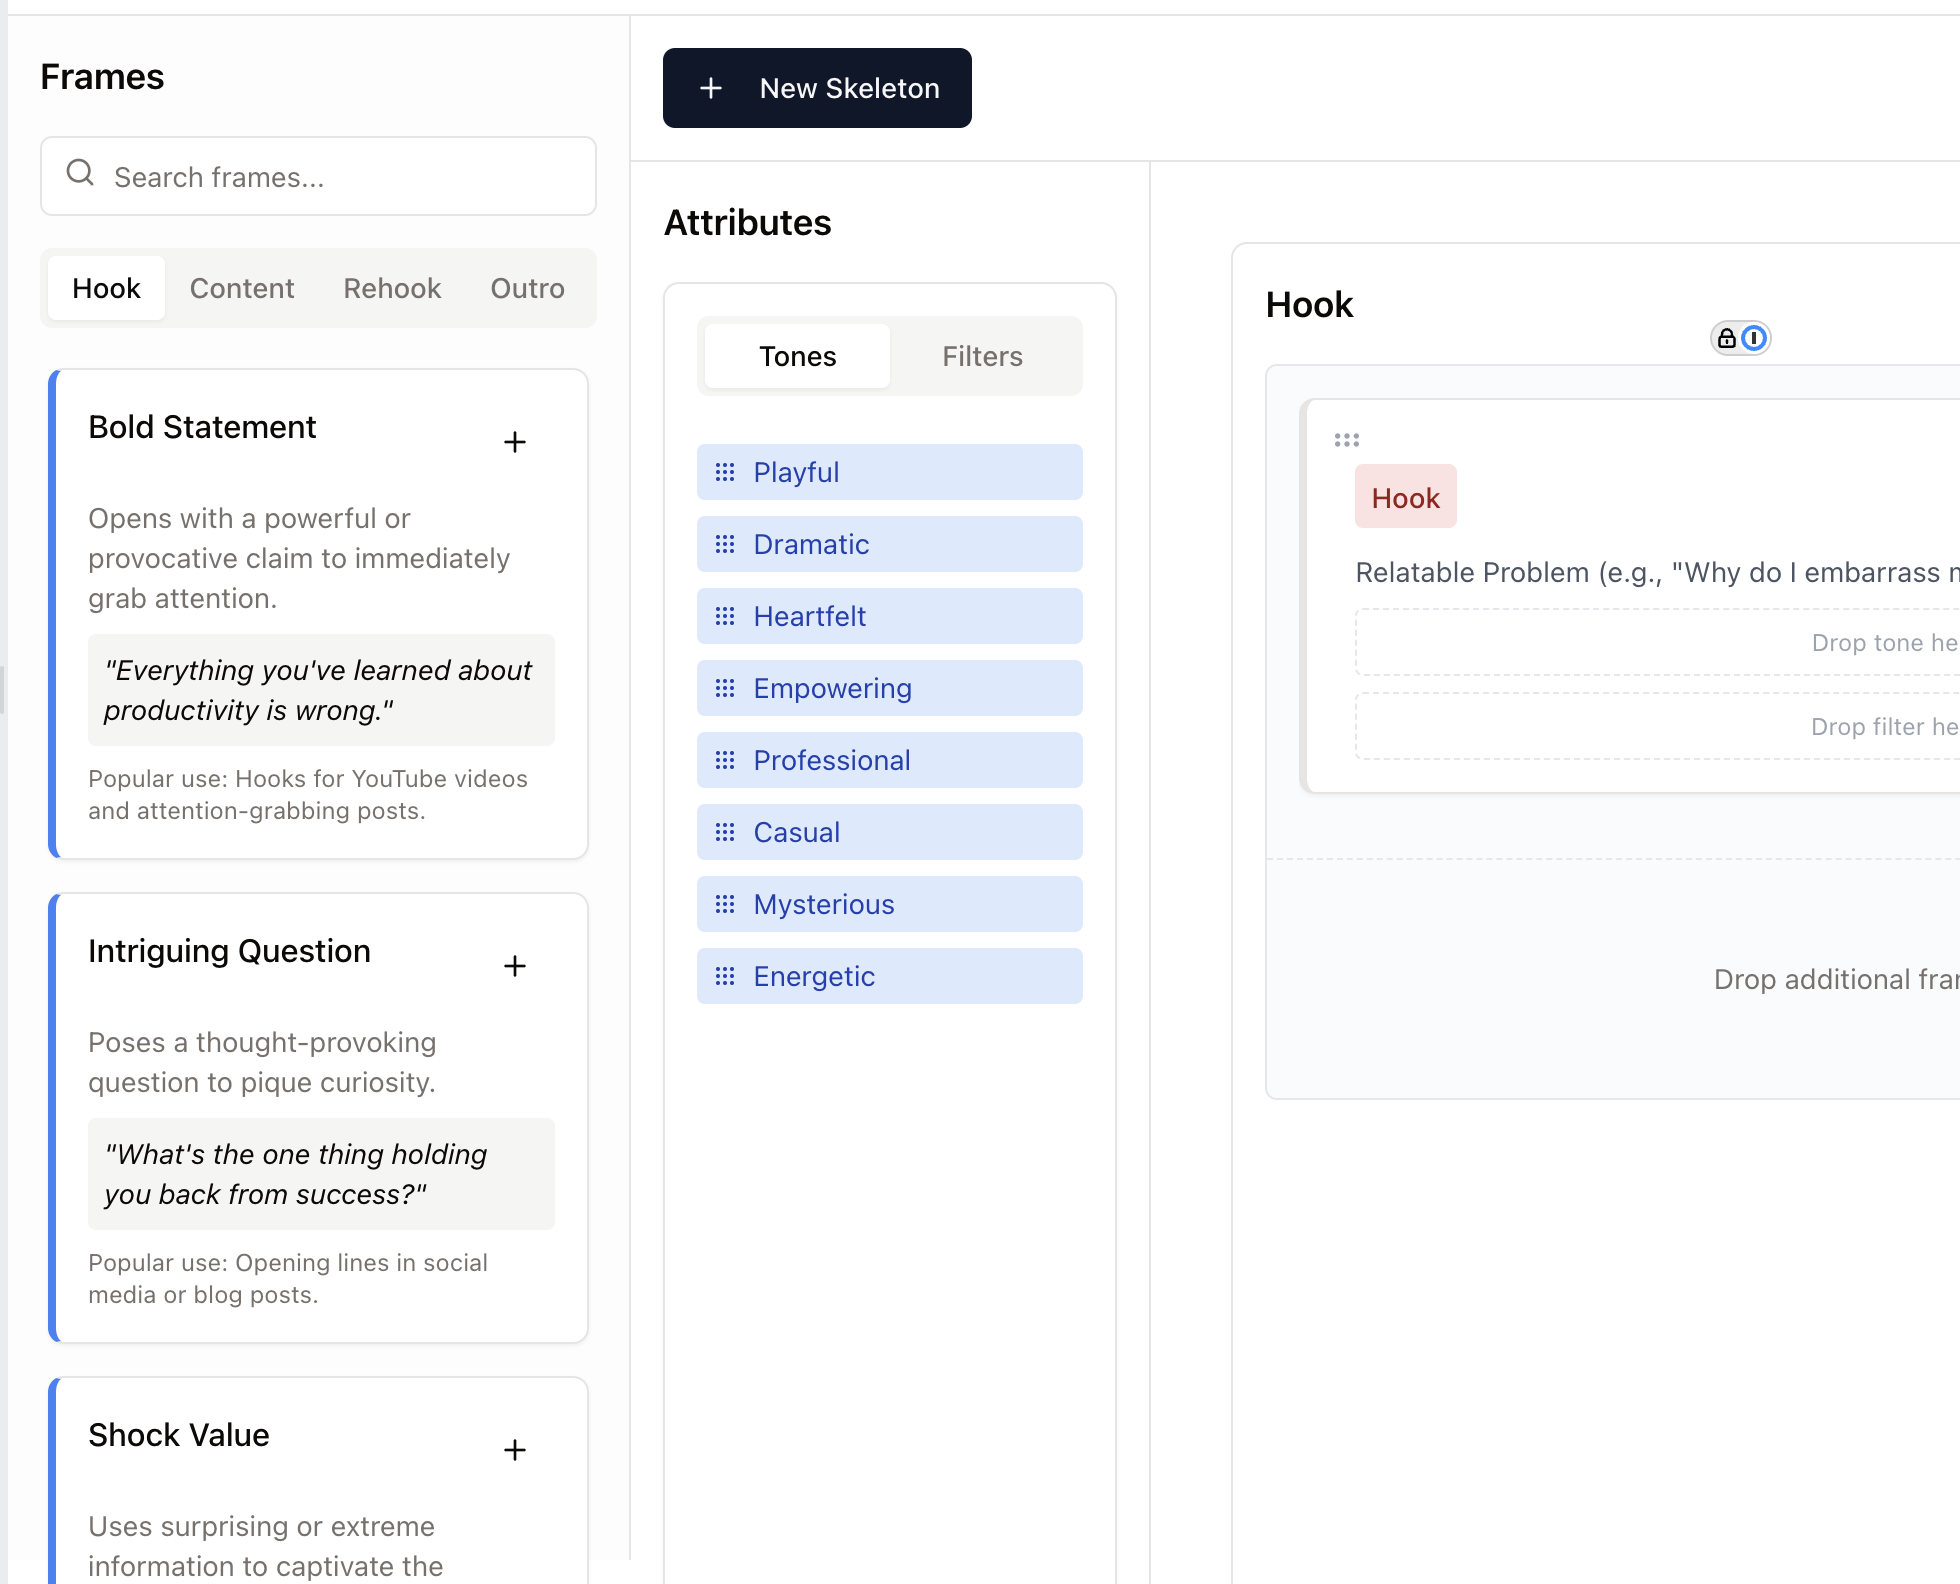 Frames
Search frames...
Hook Content Rehook Outro
Bold Statement
Opens with a powerful or
provocative claim to immediately
grab attention.
"Everything you've learned about
productivity is wrong."
Popular use: Hooks for YouTube videos
and attention-grabbing posts.
Intriguing Question
Poses a thought-provoking
question to pique curiosity.
"What's the one thing holding
you back from success?"
Popular use: Opening lines in social
media or blog posts.
Shock Value
Uses surprising or extreme
information to captivate the
New Skeleton
Attributes
Tones Filters
Playful
Dramatic
Heartfelt
Empowering
Professional
Casual
Mysterious
Energetic
Hook
Hook
Relatable Problem (e.g., "Why do I embarrass
Drop tone he
Drop filter he
Drop additional